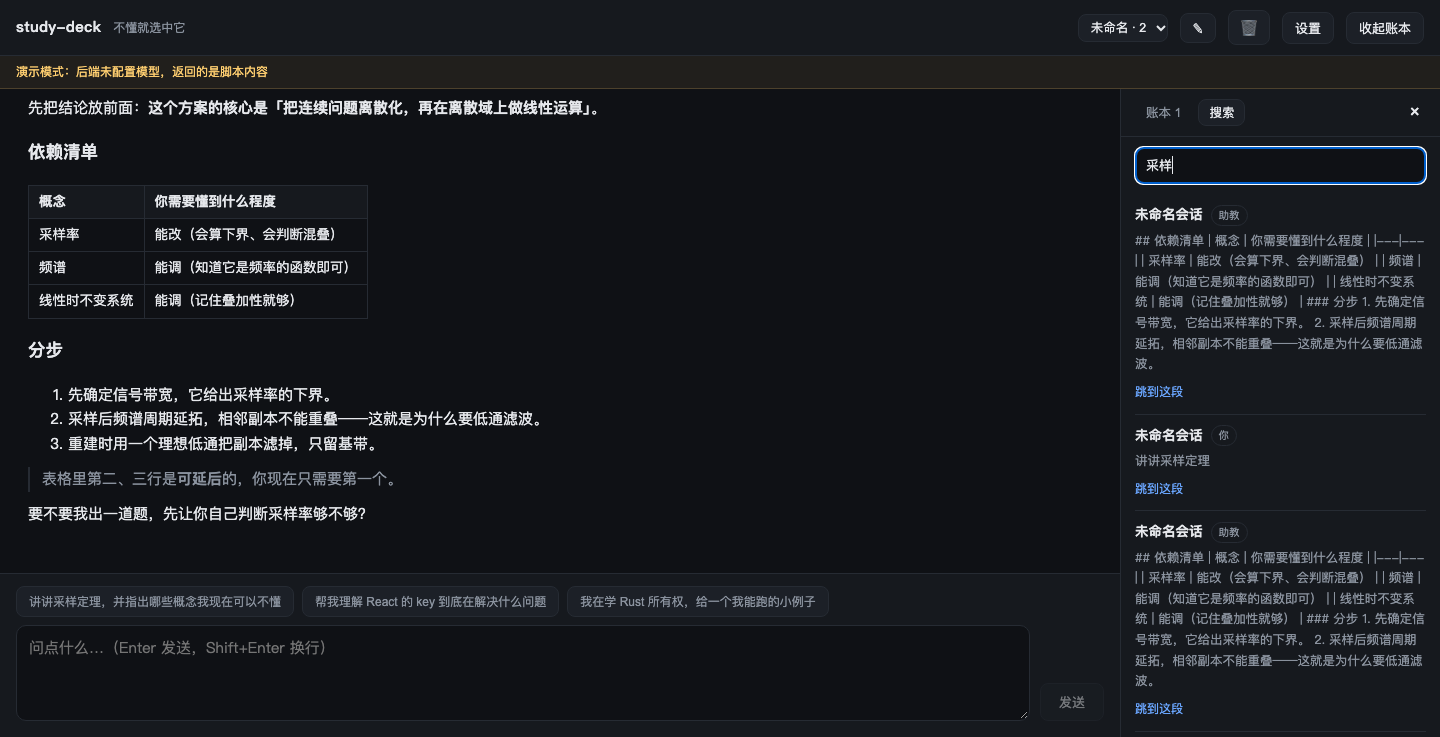 study-deck 不懂就选中它
未命名 · 2
设置
收起账本
演示模式：后端未配置模型，返回的是脚本内容
先把结论放前面：这个方案的核心是「把连续问题离散化，再在离散域上做线性运算」。
依赖清单
概念 你需要懂到什么程度
采样率 能改（会算下界、会判断混叠）
频谱 能调（知道它是频率的函数即可）
线性时不变系统 能调（记住叠加性就够）
分步
1. 先确定信号带宽，它给出采样率的下界。
2. 采样后频谱周期延拓，相邻副本不能重叠——这就是为什么要低通滤波。
3. 重建时用一个理想低通把副本滤掉，只留基带。
表格里第二、三行是可延后的，你现在只需要第一个。
要不要我出一道题，先让你自己判断采样率够不够？
讲讲采样定理，并指出哪些概念我现在可以不懂
帮我理解 React 的 key 到底在解决什么问题
我在学 Rust 所有权，给一个我能跑的小例子
问点什么…（Enter 发送，Shift+Enter 换行）
发送
账本 1 搜索 ×
采样
未命名会话 助教
## 依赖清单 | 概念 | 你需要懂到什么程度 | |---|---
| | 采样率 | 能改（会算下界、会判断混叠） | | 频谱 |
能调（知道它是频率的函数即可） | | 线性时不变系
统 | 能调（记住叠加性就够） | ### 分步 1. 先确定信
号带宽，它给出采样率的下界。 2. 采样后频谱周期
延拓，相邻副本不能重叠——这就是为什么要低通滤
波。
跳到这段
未命名会话 你
讲讲采样定理
跳到这段
未命名会话 助教
## 依赖清单 | 概念 | 你需要懂到什么程度 | |---|---
| | 采样率 | 能改（会算下界、会判断混叠） | | 频谱 |
能调（知道它是频率的函数即可） | | 线性时不变系
统 | 能调（记住叠加性就够） | ### 分步 1. 先确定信
号带宽，它给出采样率的下界。 2. 采样后频谱周期
延拓，相邻副本不能重叠——这就是为什么要低通滤
波。
跳到这段